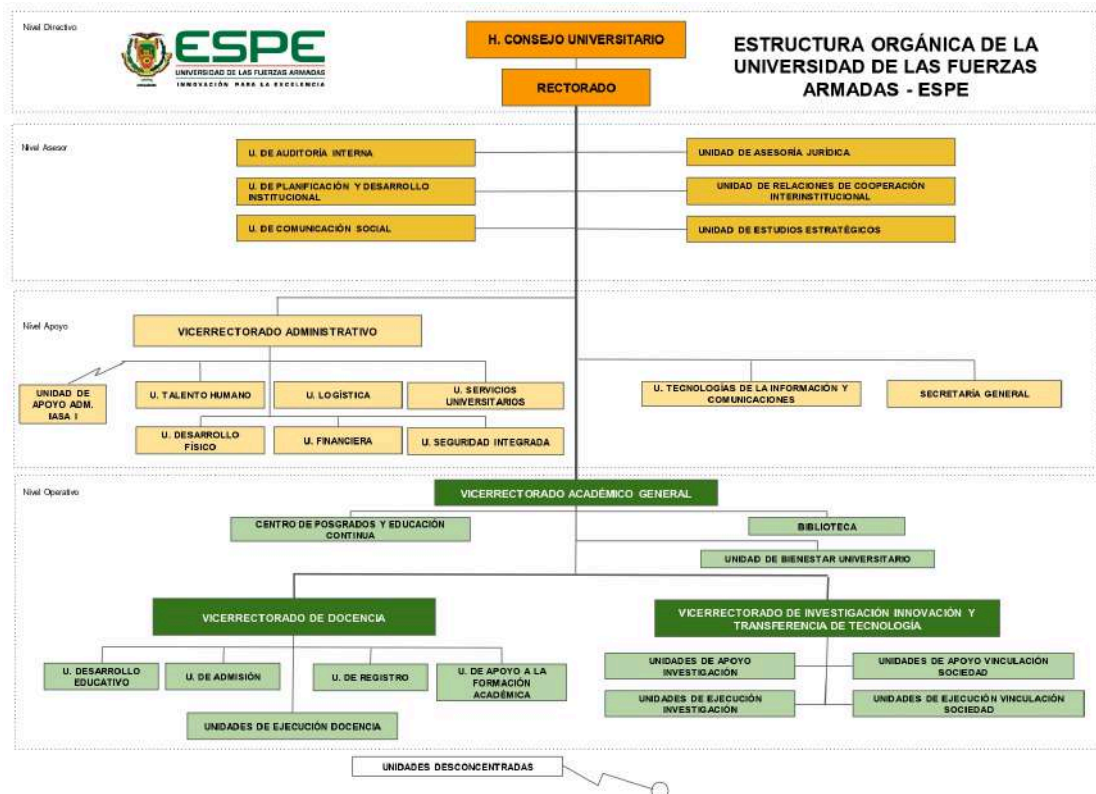 Nivel Directivo
ESPE
UNIVERSIDAD DE LAS FUERZAS ARMADAS
INNOVACIÓN PARA LA EXCELENCIA
H. CONSEJO UNIVERSITARIO
RECTORADO
ESTRUCTURA ORGÁNICA DE LA
UNIVERSIDAD DE LAS FUERZAS
ARMADAS - ESPE
Nivel Asesor
U. DE AUDITORÍA INTERNA
UNIDAD DE ASESORÍA JURÍDICA
U. DE PLANIFICACIÓN Y DESARROLLO
INSTITUCIONAL
UNIDAD DE RELACIONES DE COOPERACIÓN
INTERINSTITUCIONAL
U. DE COMUNICACIÓN SOCIAL
UNIDAD DE ESTUDIOS ESTRATÉGICOS
Nivel Apoyo
VICERRECTORADO ADMINISTRATIVO
UNIDAD DE
APOYO ADM.
IASA I
U. TALENTO HUMANO
U. LOGÍSTICA
U. SERVICIOS
UNIVERSITARIOS
U. TECNOLOGÍAS DE LA INFORMACIÓN Y
COMUNICACIONES
SECRETARÍA GENERAL
U. DESARROLLO
FÍSICO
U. FINANCIERA
U. SEGURIDAD INTEGRADA
Nivel Operativo
VICERRECTORADO ACADÉMICO GENERAL
CENTRO DE POSGRADOS Y EDUCACIÓN
CONTINUA
BIBLIOTECA
UNIDAD DE BIENESTAR UNIVERSITARIO
VICERRECTORADO DE DOCENCIA
VICERRECTORADO DE INVESTIGACIÓN INNOVACIÓN Y
TRANSFERENCIA DE TECNOLOGÍA
U. DESARROLLO
EDUCATIVO
U. DE ADMISIÓN
U. DE REGISTRO
U. DE APOYO A LA
FORMACIÓN
ACADÉMICA
UNIDADES DE APOYO
INVESTIGACIÓN
UNIDADES DE APOYO VINCULACIÓN
SOCIEDAD
UNIDADES DE EJECUCIÓN DOCENCIA
UNIDADES DE EJECUCIÓN
INVESTIGACIÓN
UNIDADES DE EJECUCIÓN VINCULACIÓN
SOCIEDAD
UNIDADES DESCONCENTRADAS